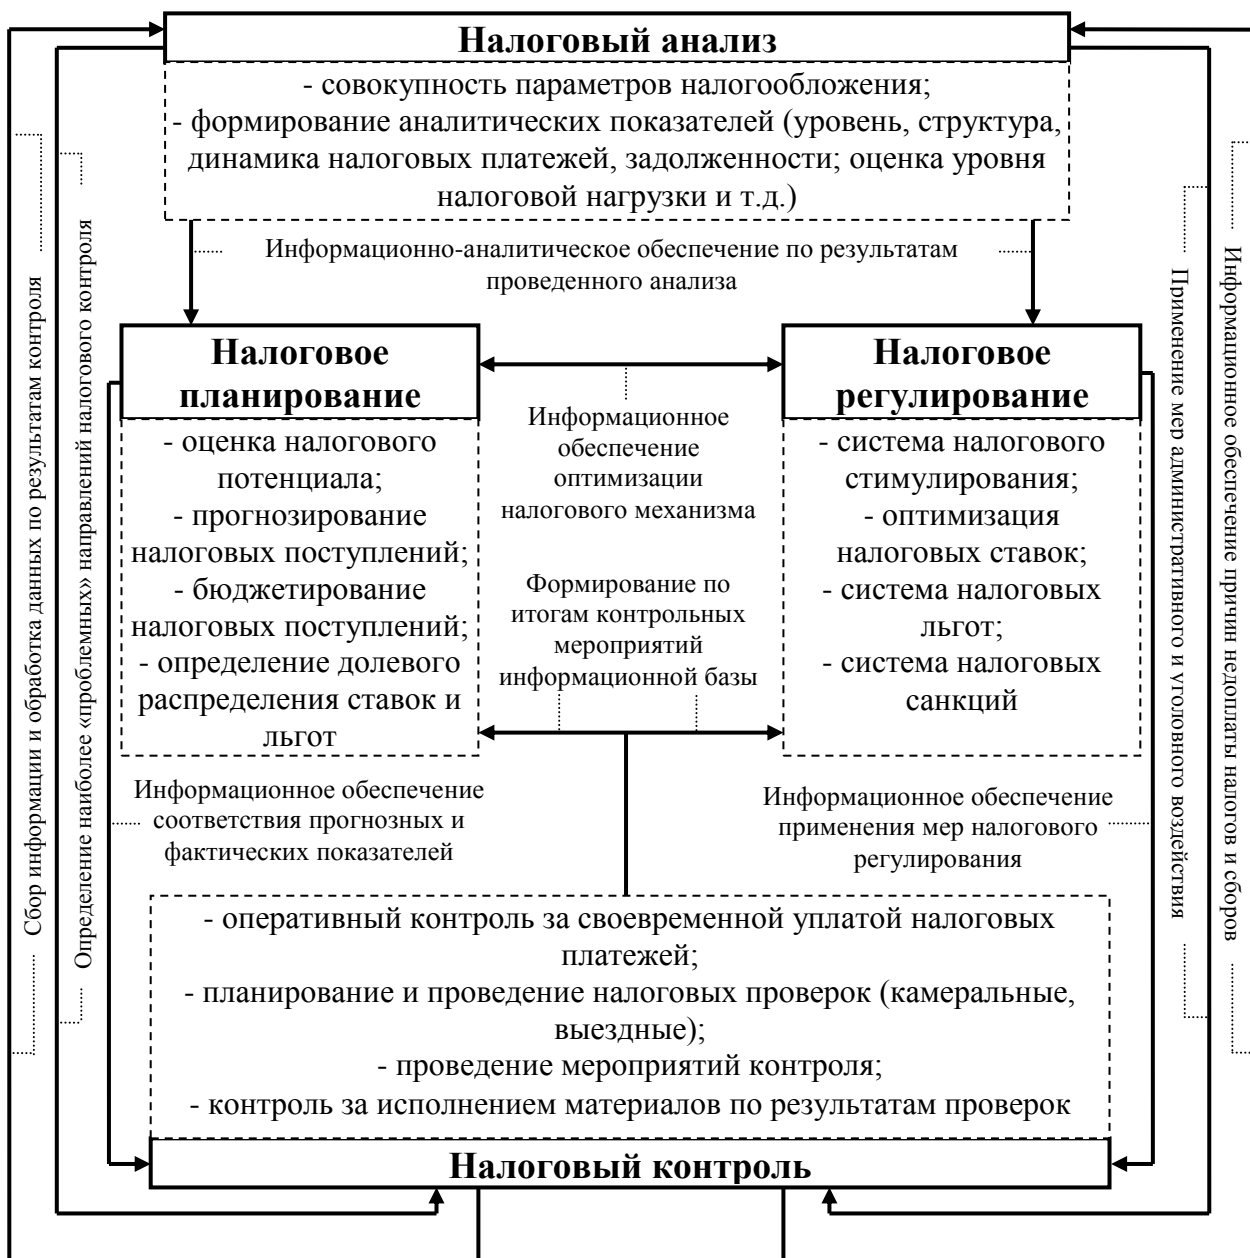 Налоговый анализ
- совокупность параметров налогообложения;
- формирование аналитических показателей (уровень, структура,
динамика налоговых платежей, задолженности; оценка уровня
налоговой нагрузки и т.д.)
Информационно-аналитическое обеспечение по результатам
проведенного анализа
Сбор информации и обработка данных по результатам контроля
Определение наиболее «проблемных» направлений налогового контроля
Налоговое
планирование
- оценка налогового
потенциала;
- прогнозирование
налоговых поступлений;
- бюджетирование
налоговых поступлений;
- определение долевого
распределения ставок и
льгот
Информационное
обеспечение
оптимизации
налогового механизма
Формирование по
итогам контрольных
мероприятий
информационной базы
Налоговое
регулирование
- система налогового
стимулирования;
- оптимизация
налоговых ставок;
- система налоговых
льгот;
- система налоговых
санкций
Применение мер административного и уголовного воздействия
Информационное обеспечение причин недоплаты налогов и сборов
Информационное обеспечение
соответствия прогнозных и
фактических показателей
Информационное обеспечение
применения мер налогового
регулирования
- оперативный контроль за своевременной уплатой налоговых
платежей;
- планирование и проведение налоговых проверок (камеральные,
выездные);
- проведение мероприятий контроля;
- контроль за исполнением материалов по результатам проверок
Налоговый контроль